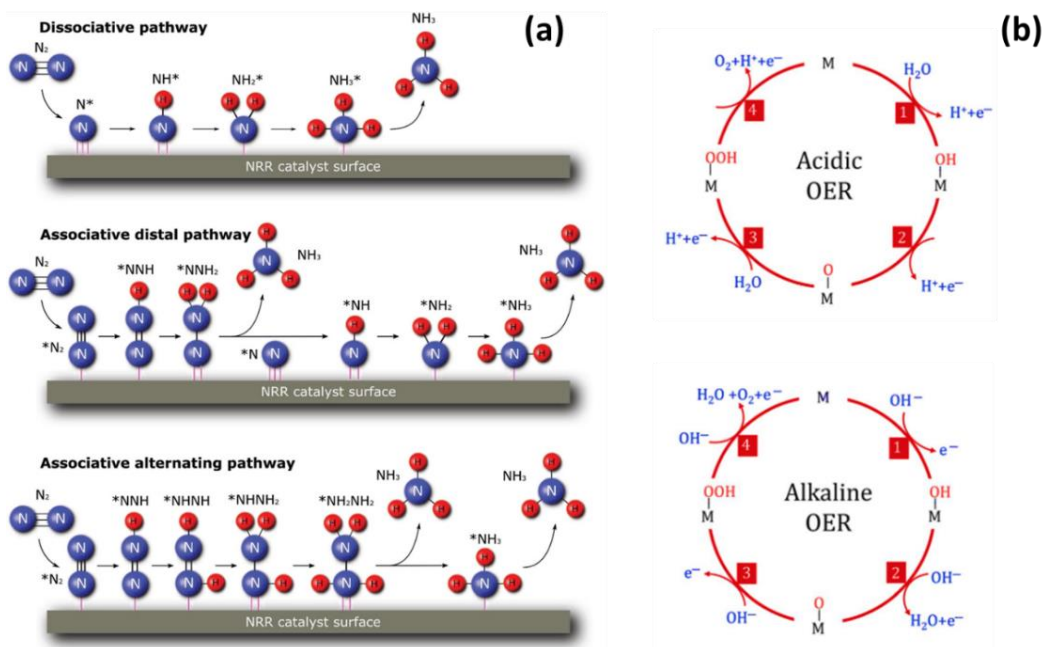 (a)
Dissociative pathway
N₂
N N
N*
N
NH*
H
N
NH₂*
H H
N
NH₃*
H
H N H
NH₃
H
N
H H
NRR catalyst surface
Associative distal pathway
N₂
N N
*N₂
N
N
*NNH
H
N
N
*NNH₂
H H
N
N
NH₃
H
N
H H
*N
N
*NH
H
N
*NH₂
H H
N
*NH₃
H
H N H
NH₃
H
N
H H
NRR catalyst surface
Associative alternating pathway
N₂
N N
*N₂
N
N
*NNH
H
N
N
*NHNH
H
N
N H
*NHNH₂
H H
N
N H
*NH₂NH₂
H H
N
H N H
NH₃
H
N
H H
*NH₃
H
H N H
NH₃
H
N
H H
NRR catalyst surface
(b)
O₂+H⁺+e⁻
M
H₂O
4
1
H⁺+e⁻
OOH
M
Acidic
OER
OH
M
H⁺+e⁻
3
2
H₂O
O
M
H⁺+e⁻
H₂O +O₂+e⁻
M
OH⁻
OH⁻
4
1
e⁻
OOH
M
Alkaline
OER
OH
M
e⁻
3
2
OH⁻
OH⁻
O
M
H₂O+e⁻